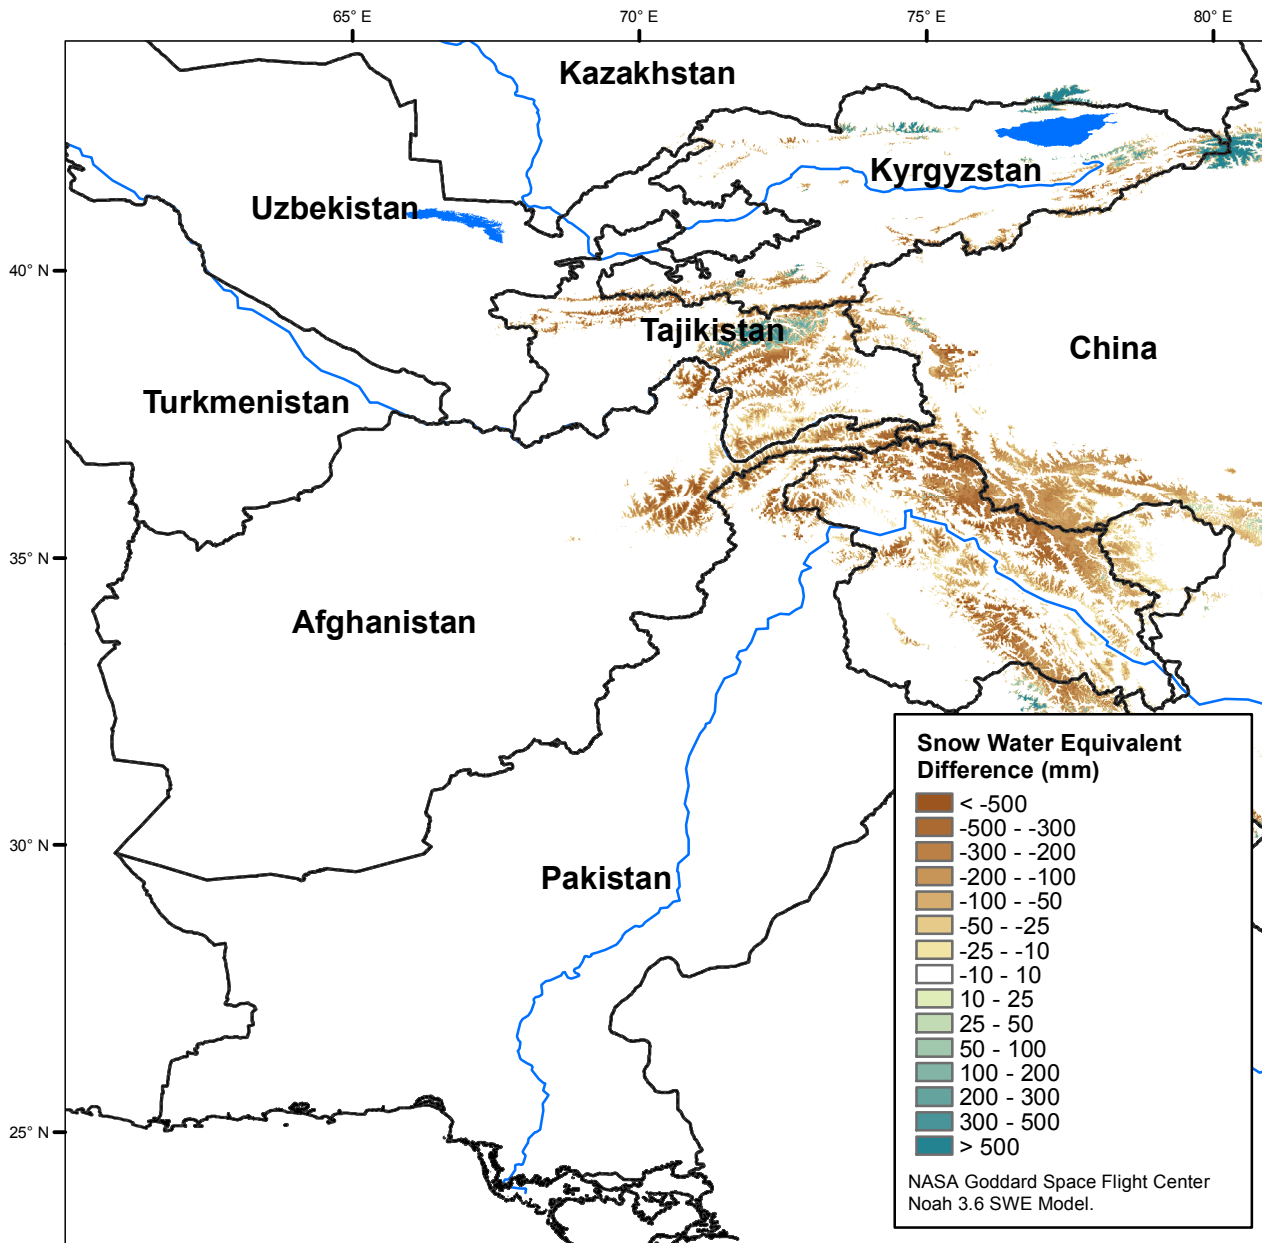 65° E
70° E
75° E
80° E
Kazakhstan
Kyrgyzstan
Uzbekistan
40° N
Tajikistan
China
Turkmenistan
35° N
Afghanistan
Snow Water Equivalent
Difference (mm)
< -500
-500 - -300
-300 - -200
-200 - -100
-100 - -50
-50 - -25
-25 - -10
-10 - 10
10 - 25
25 - 50
50 - 100
100 - 200
200 - 300
300 - 500
> 500
NASA Goddard Space Flight Center
Noah 3.6 SWE Model.
30° N
Pakistan
25° N